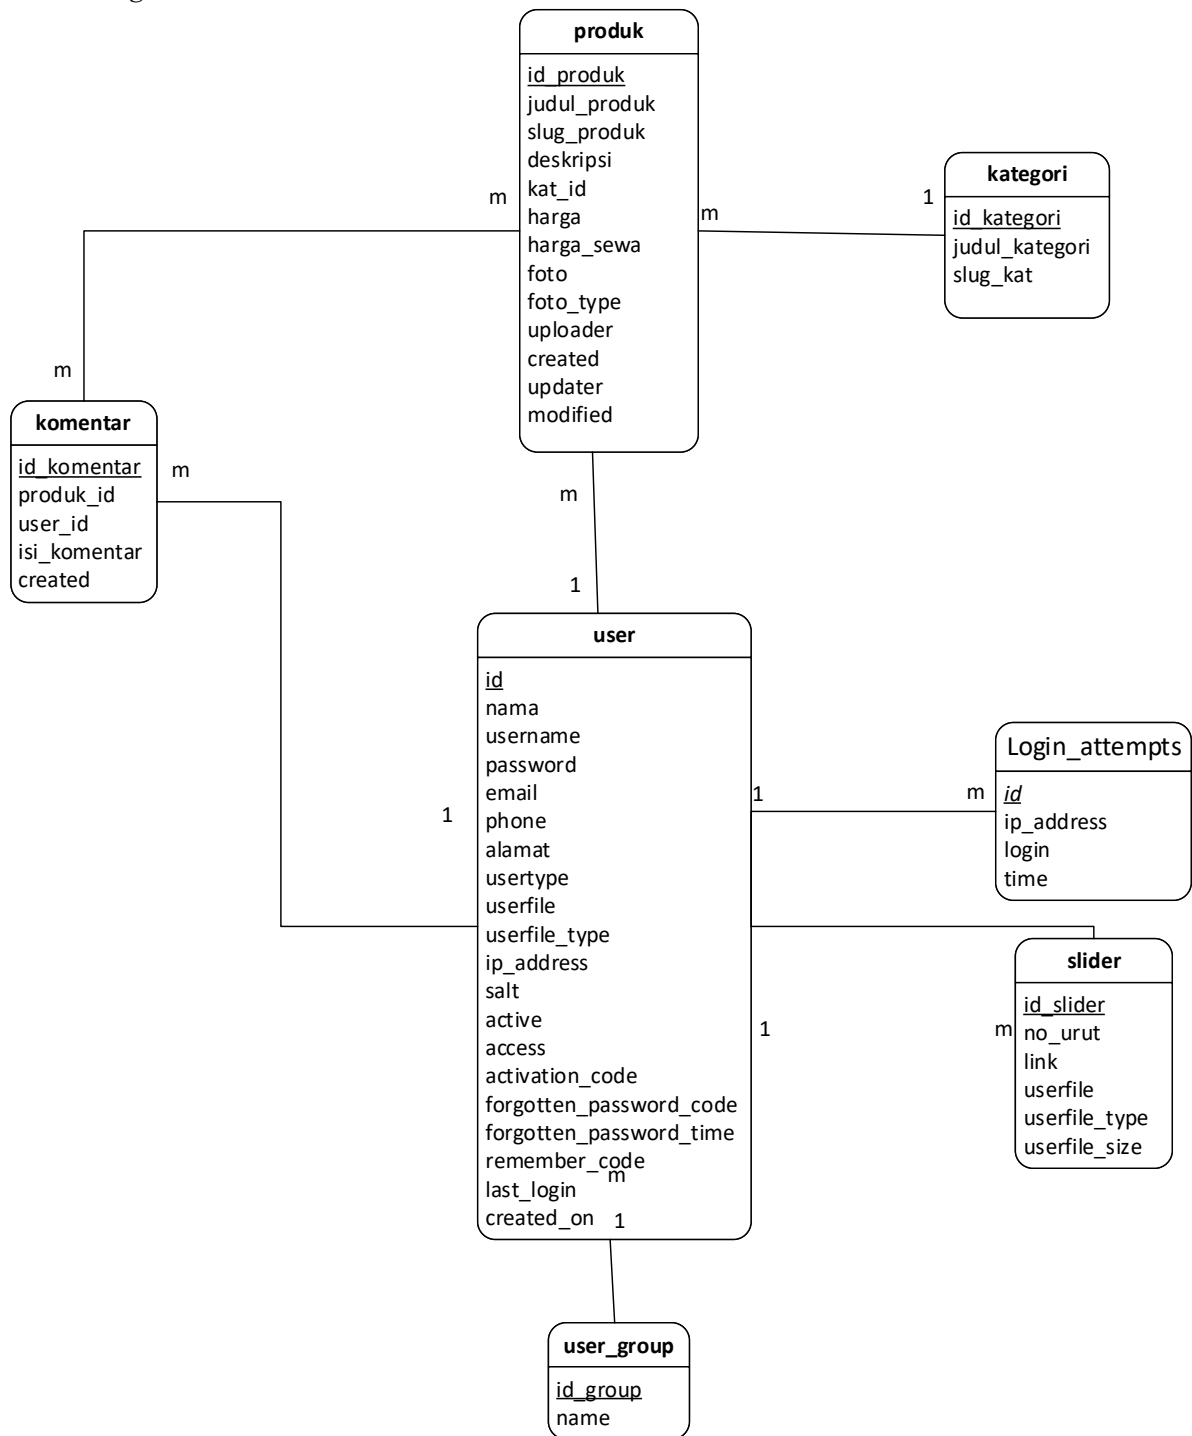 produk
id_produk
judul_produk
slug_produk
deskripsi
kat_id
harga
harga_sewa
foto
foto_type
uploader
created
updater
modified
m
m
1
kategori
id_kategori
judul_kategori
slug_kat
m
komentar
id_komentar
produk_id
user_id
isi_komentar
created
m
m
1
user
id
nama
username
password
email
phone
alamat
usertype
userfile
userfile_type
ip_address
salt
active
access
activation_code
forgotten_password_code
forgotten_password_time
remember_code
last_login
created_on
1
1
m
Login_attempts
id
ip_address
login
time
1
m
slider
id_slider
no_urut
link
userfile
userfile_type
userfile_size
m
1
user_group
id_group
name